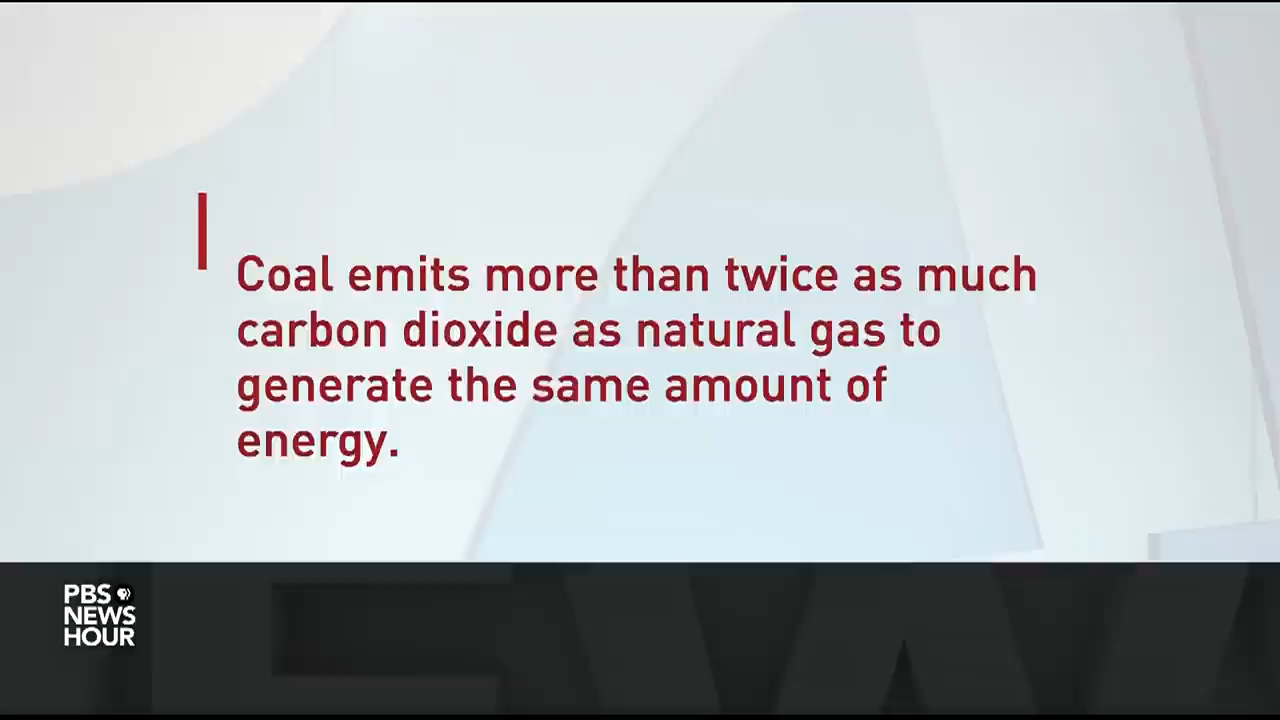 Coal emits more than twice as much
carbon dioxide as natural gas to
generate the same amount of
energy.
PBS
NEWS
HOUR